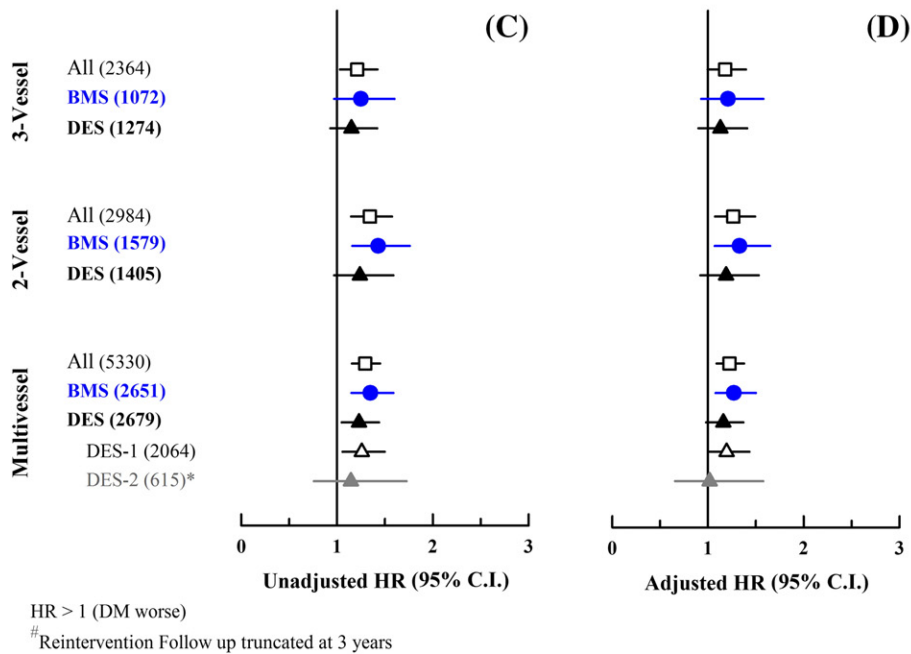 (C)
(D)
3-Vessel
All (2364)
BMS (1072)
DES (1274)
2-Vessel
All (2984)
BMS (1579)
DES (1405)
Multivessel
All (5330)
BMS (2651)
DES (2679)
DES-1 (2064)
DES-2 (615)*
0 1 2 3
0 1 2 3
Unadjusted HR (95% C.I.)
Adjusted HR (95% C.I.)
HR > 1 (DM worse)
#Reintervention Follow up truncated at 3 years